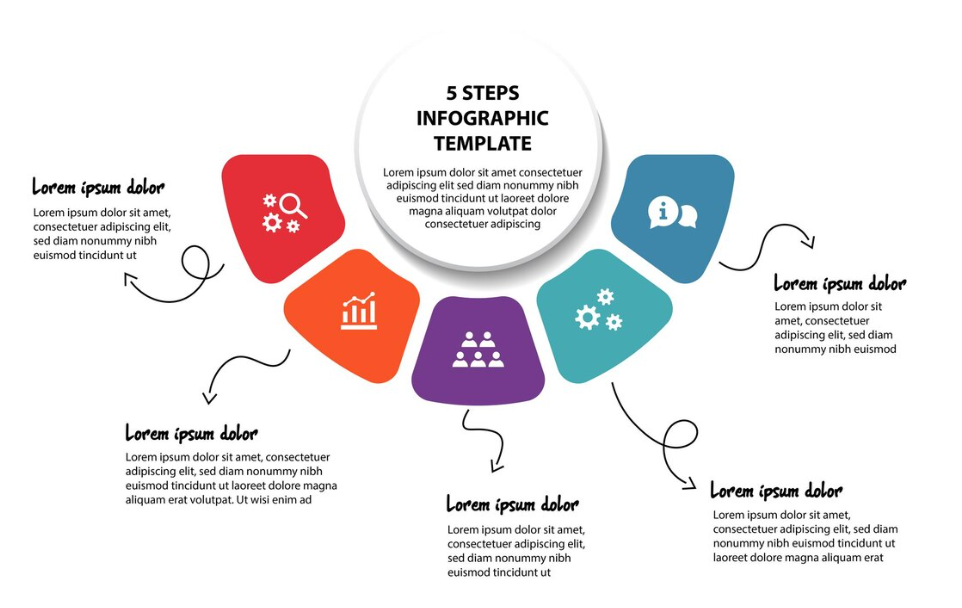 5 STEPS
INFOGRAPHIC
TEMPLATE
Lorem ipsum dolor sit amet consectetuer
adipiscing elit sed diam nonummy nibh
euismod tincidunt ut laoreet dolore
magna aliquam volutpat dolor
consectetuer adipiscing
Lorem ipsum dolor
Lorem ipsum dolor sit amet,
consectetuer adipiscing elit,
sed diam nonummy nibh
euismod tincidunt ut
Lorem ipsum dolor
Lorem ipsum dolor sit amet, consectetuer
adipiscing elit, sed diam nonummy nibh
euismod tincidunt ut laoreet dolore magna
aliquam erat volutpat. Ut wisi enim ad
Lorem ipsum dolor
Lorem ipsum dolor sit amet,
consectetuer adipiscing elit,
sed diam nonummy nibh
euismod tincidunt ut
Lorem ipsum dolor
Lorem ipsum dolor sit amet,
consectetuer adipiscing elit, sed diam
nonummy nibh euismod tincidunt ut
laoreet dolore magna aliquam erat
i
Lorem ipsum dolor
Lorem ipsum dolor sit
amet, consectetuer
adipiscing elit, sed diam
nonummy nibh euismod